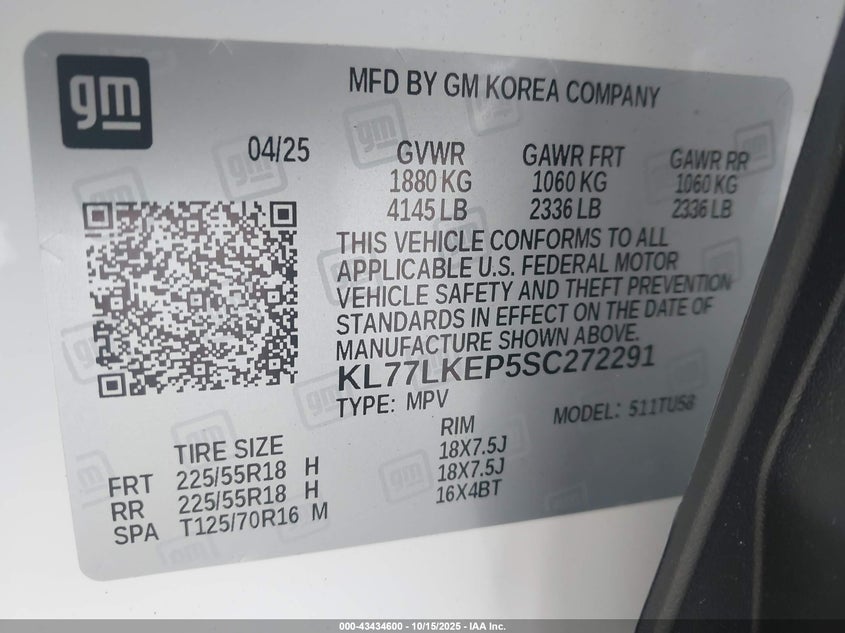 gm
MFD BY GM KOREA COMPANY
04/25
GVWR GAWR FRT GAWR RR
1880 KG 1060 KG 1060 KG
4145 LB 2336 LB 2336 LB
THIS VEHICLE CONFORMS TO ALL
APPLICABLE U.S. FEDERAL MOTOR
VEHICLE SAFETY AND THEFT PREVENTION
STANDARDS IN EFFECT ON THE DATE OF
MANUFACTURE SHOWN ABOVE.
KL77LKEP5SC272291
TYPE: MPV MODEL: 511TU58
TIRE SIZE RIM
FRT 225/55R18 H 18X7.5J
RR 225/55R18 H 18X7.5J
SPA T125/70R16 M 16X4BT
000-43434600 - 10/15/2025 - IAA Inc.